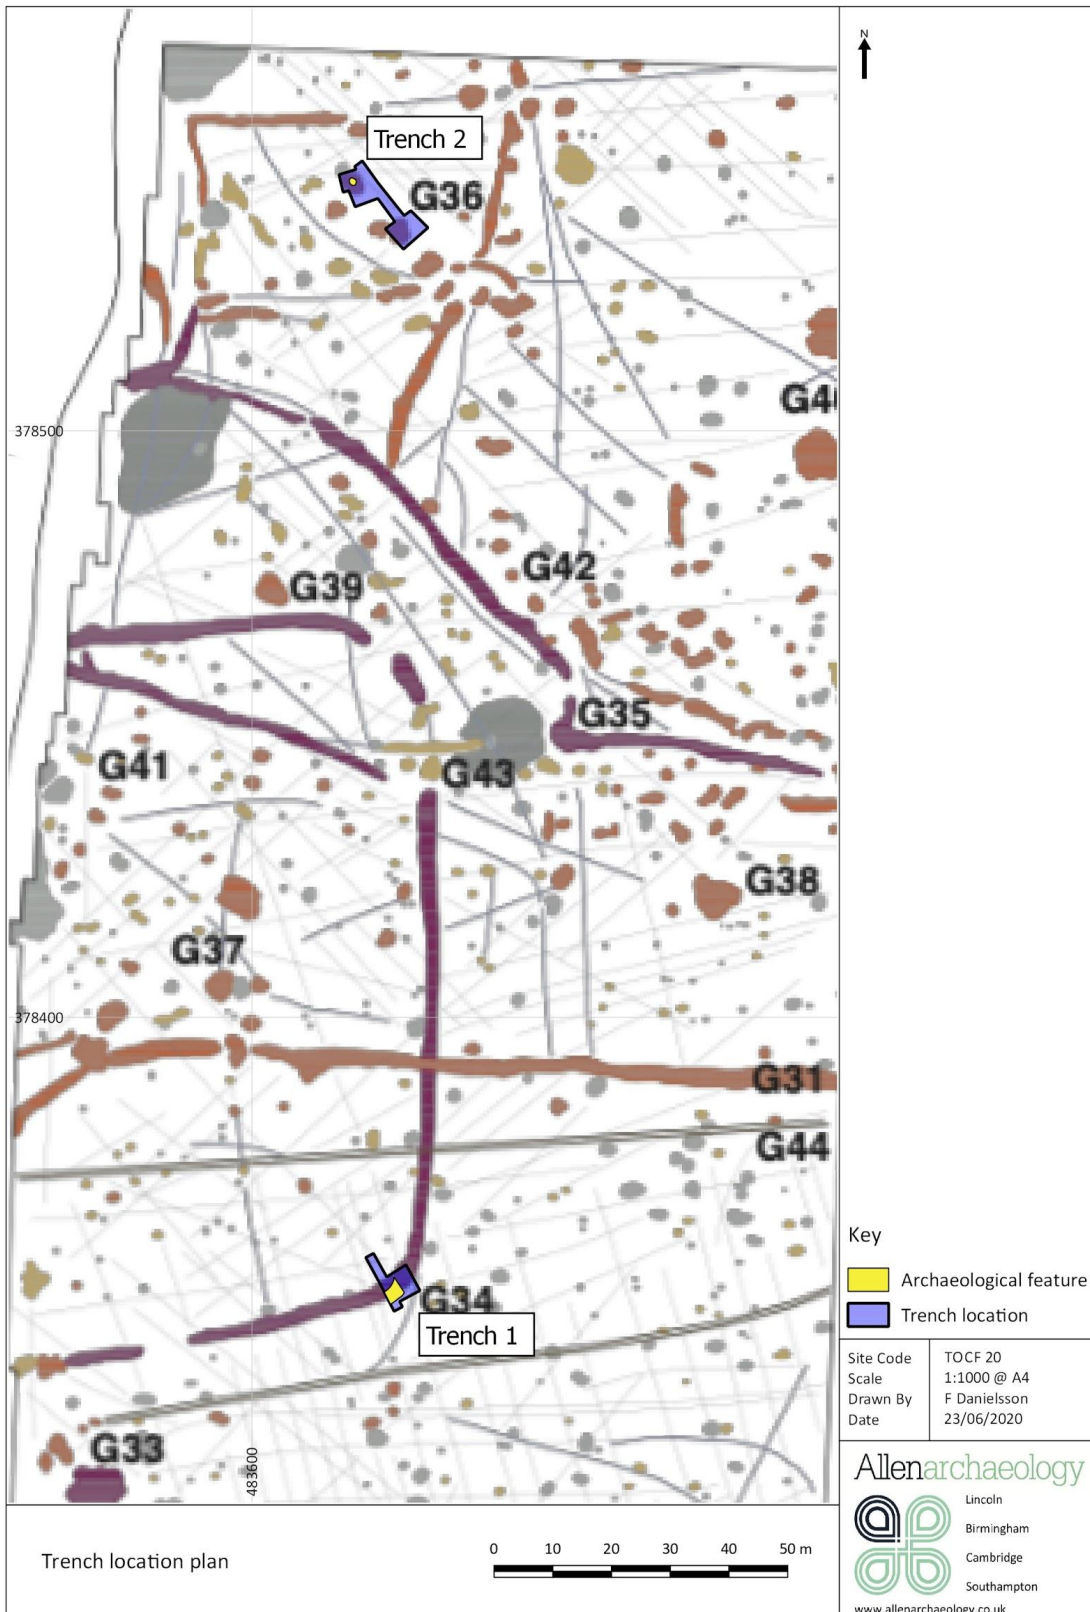 N
Trench 2
G36
G4
378500
G39
G42
G35
G41
G43
G38
G37
378400
G31
G44
G34
Trench 1
G33
483600
Key
Archaeological feature
Trench location
Site Code TOCF 20
Scale 1:1000 @ A4
Drawn By F Danielsson
Date 23/06/2020
Allenarchaeology
Lincoln
Birmingham
Cambridge
Southampton
www.allenarchaeology.co.uk
Trench location plan
0 10 20 30 40 50 m